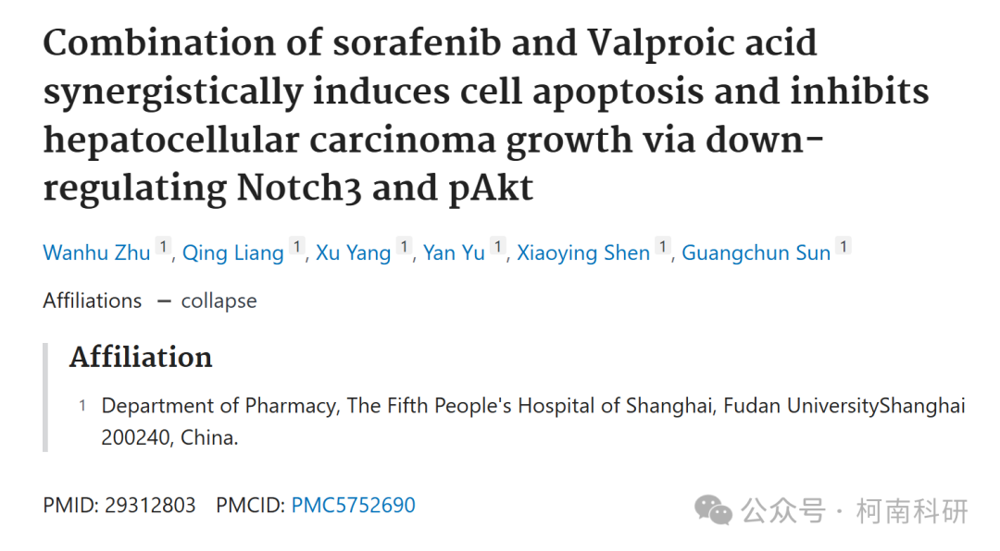 Combination of sorafenib and Valproic acid
synergistically induces cell apoptosis and inhibits
hepatocellular carcinoma growth via down-
regulating Notch3 and pAkt
Wanhu Zhu 1, Qing Liang 1, Xu Yang 1, Yan Yu 1, Xiaoying Shen 1, Guangchun Sun 1
Affiliations — collapse
Affiliation
1 Department of Pharmacy, The Fifth People's Hospital of Shanghai, Fudan UniversityShanghai
200240, China.
PMID: 29312803 PMCID: PMC5752690
公众号 · 柯南科研